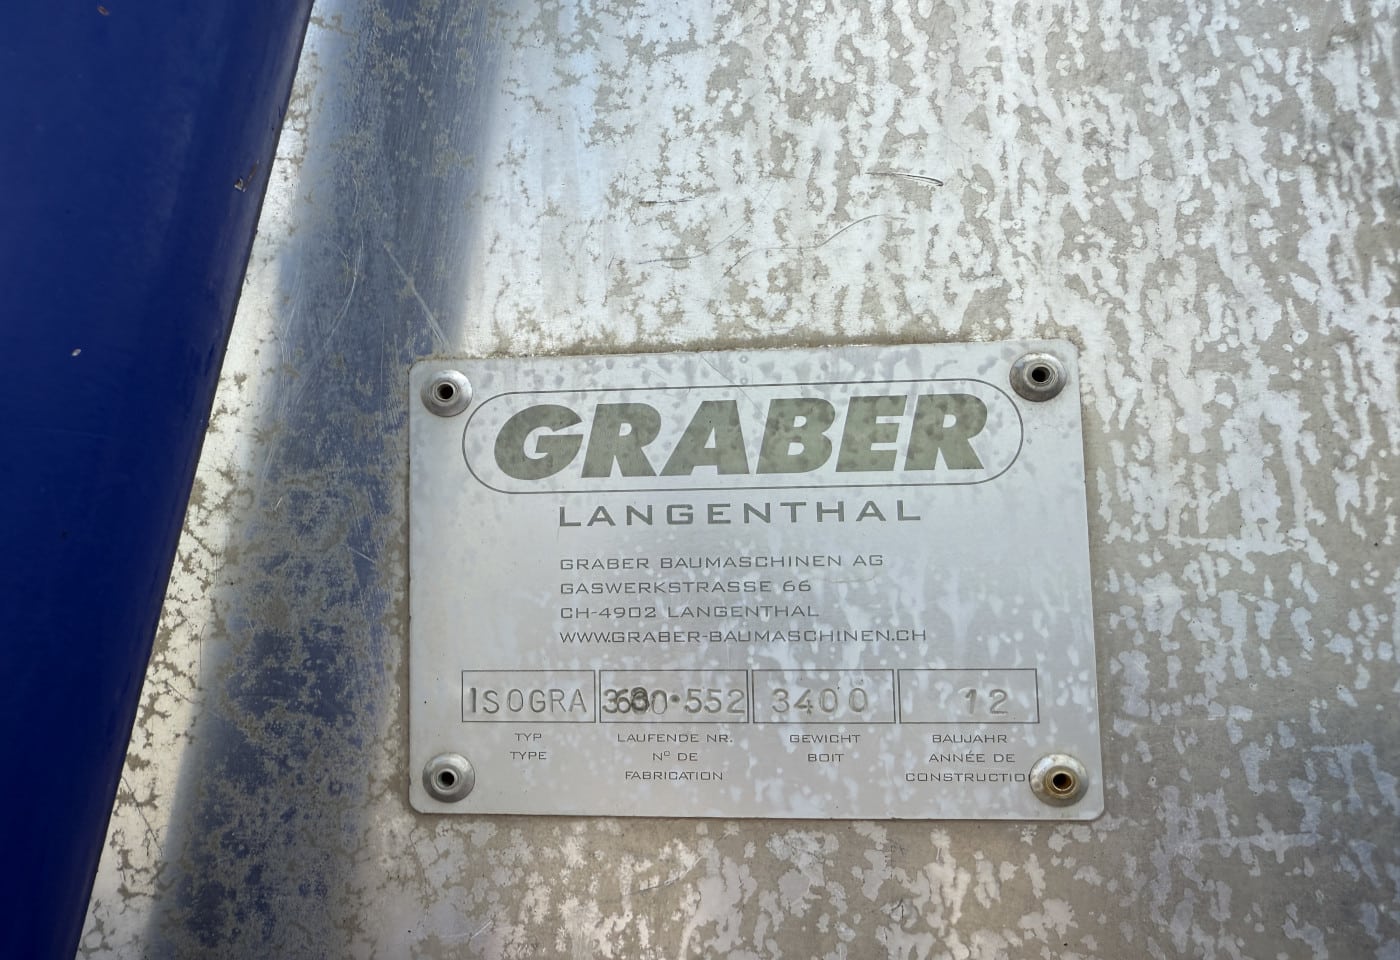 GRABER
LANGENTHAL
GRABER BAUMASCHINEN AG
GASWERKSTRASSE 66
CH-4902 LANGENTHAL
WWW.GRABER-BAUMASCHINEN.CH
ISOGRA 3400 12
TYP LAUFENDE NR. GEWICHT BAUJAHR
TYPE Nº DE BOIT ANNÉE DE
FABRICATION CONSTRUCTIO